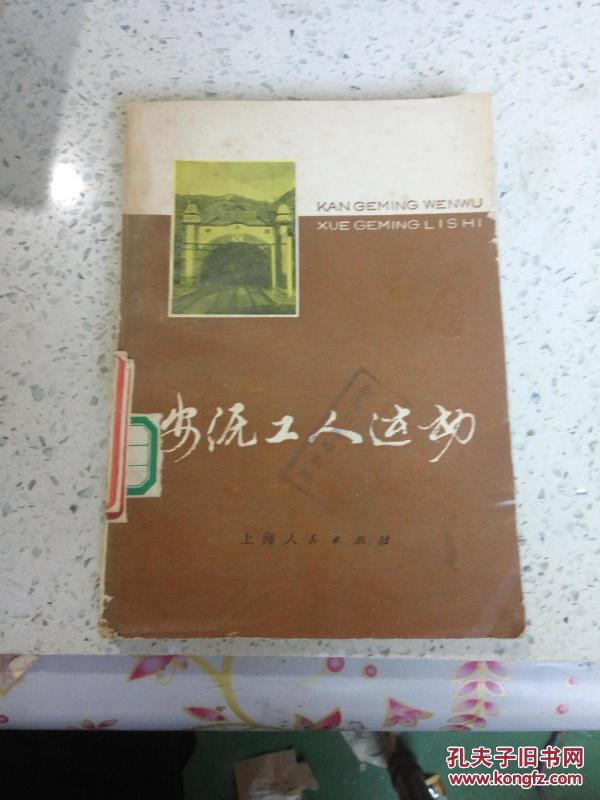 KAN GEMING WENWU
XUE GEMING LISHI
安源工人运动
上海人民出版社
孔夫子旧书网
www.kongfz.com